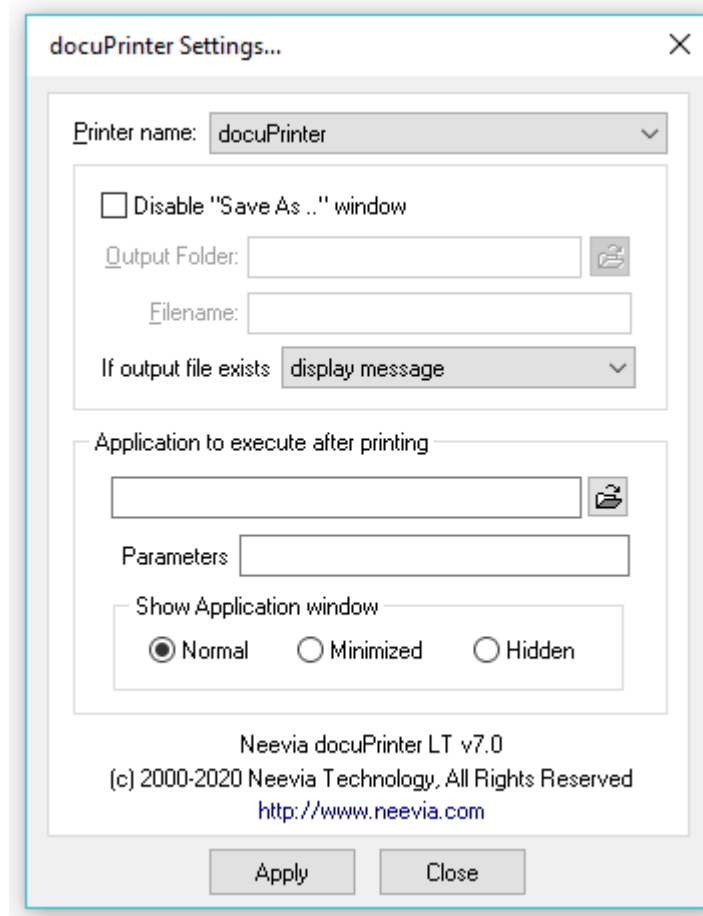 docuPrinter Settings...
Printer name: docuPrinter
Disable "Save As .." window
Output Folder:
Filename:
If output file exists display message
Application to execute after printing
Parameters
Show Application window
Normal Minimized Hidden
Neevia docuPrinter LT v7.0
(c) 2000-2020 Neevia Technology, All Rights Reserved
http://www.neevia.com
Apply Close